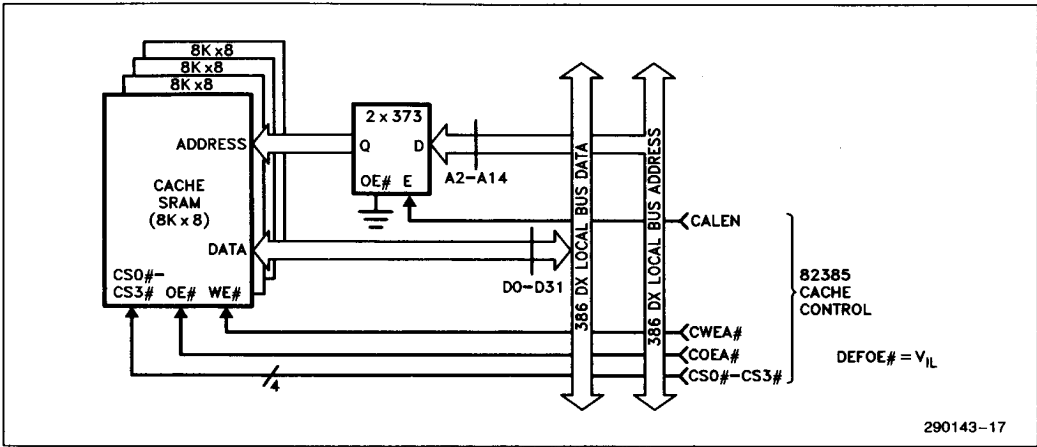 8K x 8
8K x 8
8K x 8
2 x 373
ADDRESS
Q D
A2-A14
OE# E
CACHE
SRAM
(8K x 8)
DATA
D0-D31
CS0#-
CS3# OE# WE#
4
386 DX LOCAL BUS DATA
386 DX LOCAL BUS ADDRESS
CALEN
82385
CACHE
CONTROL
CWEA#
COEA#
CS0#-CS3#
DEFOE# = VIL
290143-17